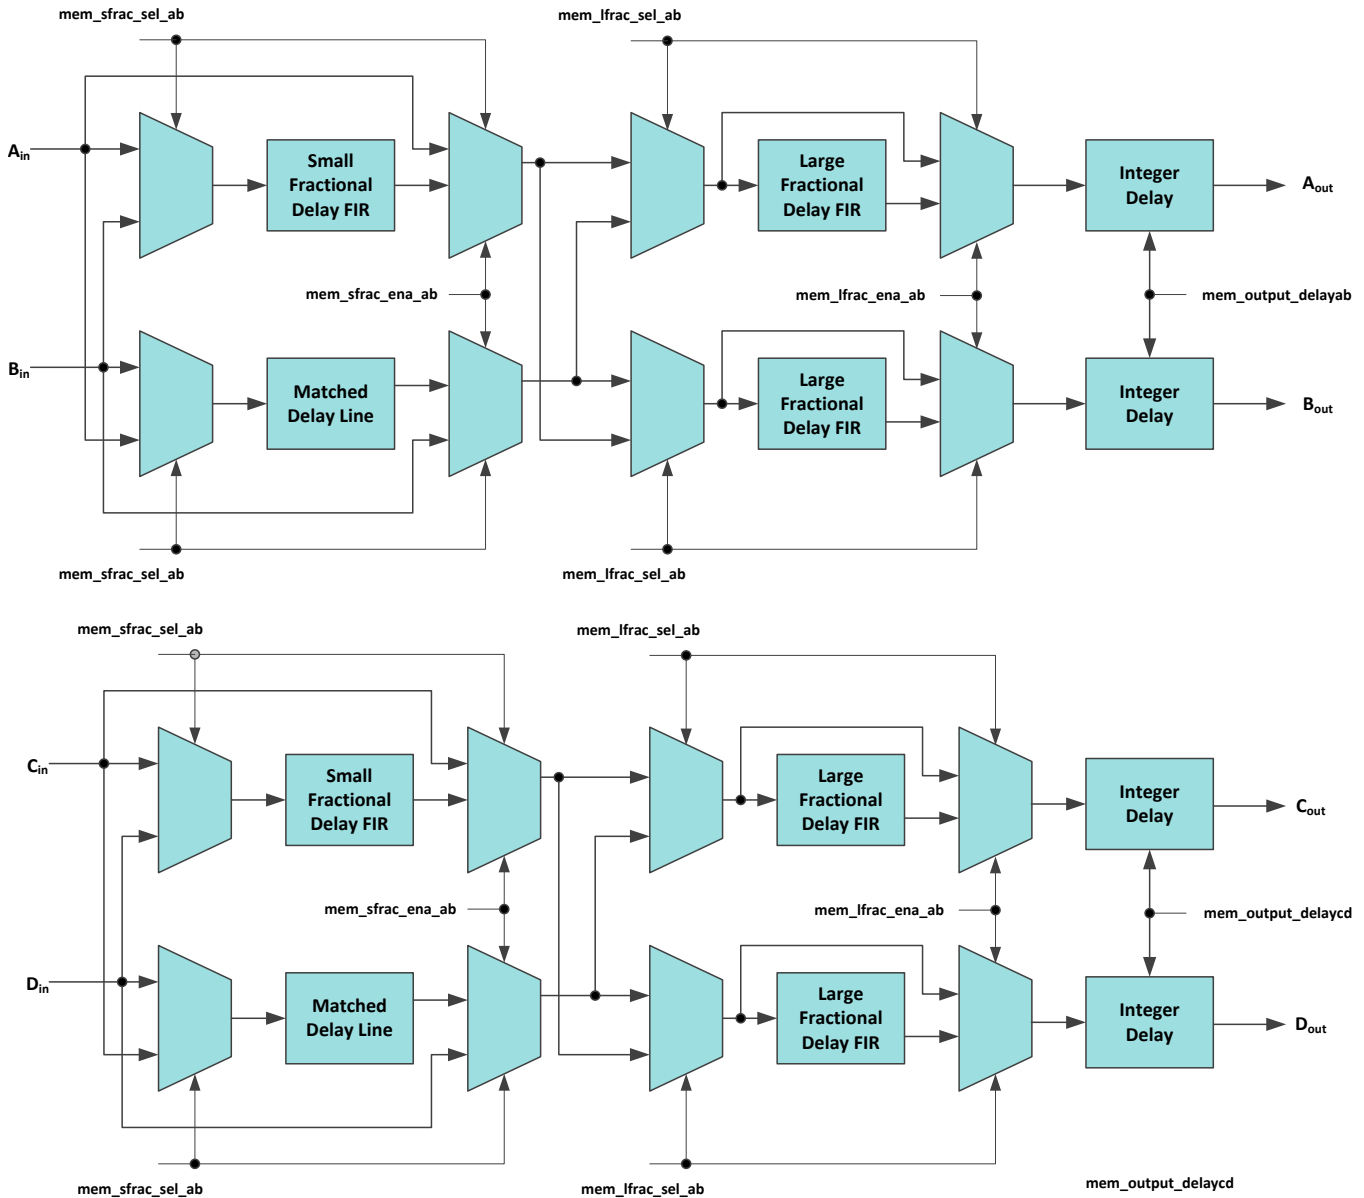 mem_sfrac_sel_ab
mem_lfrac_sel_ab
Ain
Small
Fractional
Delay FIR
Large
Fractional
Delay FIR
Integer
Delay
Aout
mem_sfrac_ena_ab
mem_lfrac_ena_ab
mem_output_delayab
Bin
Matched
Delay Line
Large
Fractional
Delay FIR
Integer
Delay
Bout
mem_sfrac_sel_ab
mem_lfrac_sel_ab
mem_sfrac_sel_ab
mem_lfrac_sel_ab
Cin
Small
Fractional
Delay FIR
Large
Fractional
Delay FIR
Integer
Delay
Cout
mem_sfrac_ena_ab
mem_lfrac_ena_ab
mem_output_delaycd
Din
Matched
Delay Line
Large
Fractional
Delay FIR
Integer
Delay
Dout
mem_sfrac_sel_ab
mem_lfrac_sel_ab
mem_output_delaycd